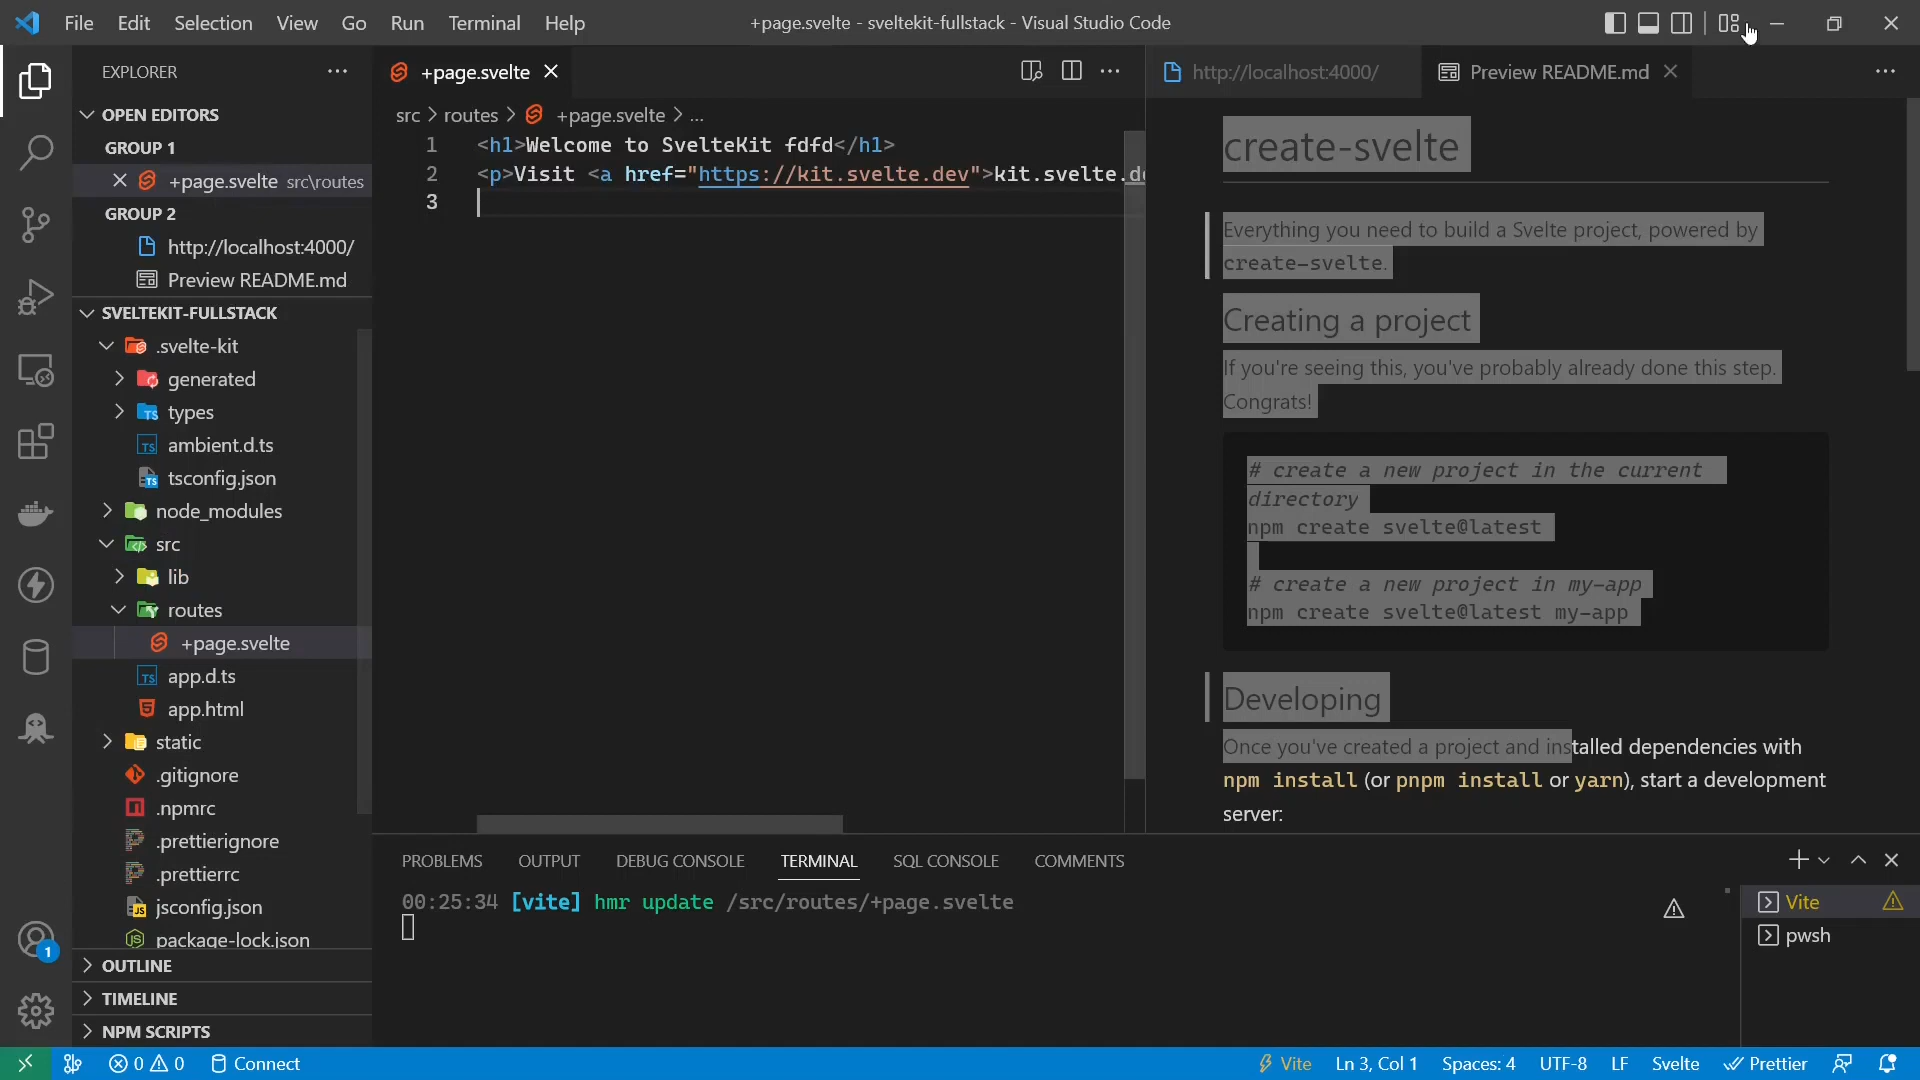 File Edit Selection View Go Run Terminal Help
+page.svelte - sveltekit-fullstack - Visual Studio Code
EXPLORER
OPEN EDITORS
GROUP 1
+page.svelte src\routes
GROUP 2
http://localhost:4000/
Preview README.md
SVELTEKIT-FULLSTACK
.svelte-kit
generated
types
ambient.d.ts
tsconfig.json
node_modules
src
lib
routes
+page.svelte
app.d.ts
app.html
static
.gitignore
.npmrc
.prettierignore
.prettierrc
jsconfig.json
package-lock.json
OUTLINE
TIMELINE
NPM SCRIPTS
+page.svelte
src > routes > +page.svelte > ...
1 <h1>Welcome to SvelteKit fdfd</h1>
2 <p>Visit <a href="https://kit.svelte.dev">kit.svelte.de
3
http://localhost:4000/
Preview README.md
create-svelte
Everything you need to build a Svelte project, powered by
create-svelte.
Creating a project
If you're seeing this, you've probably already done this step.
Congrats!
# create a new project in the current
directory
npm create svelte@latest
# create a new project in my-app
npm create svelte@latest my-app
Developing
Once you've created a project and installed dependencies with
npm install (or pnpm install or yarn), start a development
server:
PROBLEMS OUTPUT DEBUG CONSOLE TERMINAL SQL CONSOLE COMMENTS
00:25:34 [vite] hmr update /src/routes/+page.svelte
Vite
pwsh
1
0 0 Connect
Vite Ln 3, Col 1 Spaces: 4 UTF-8 LF Svelte Prettier